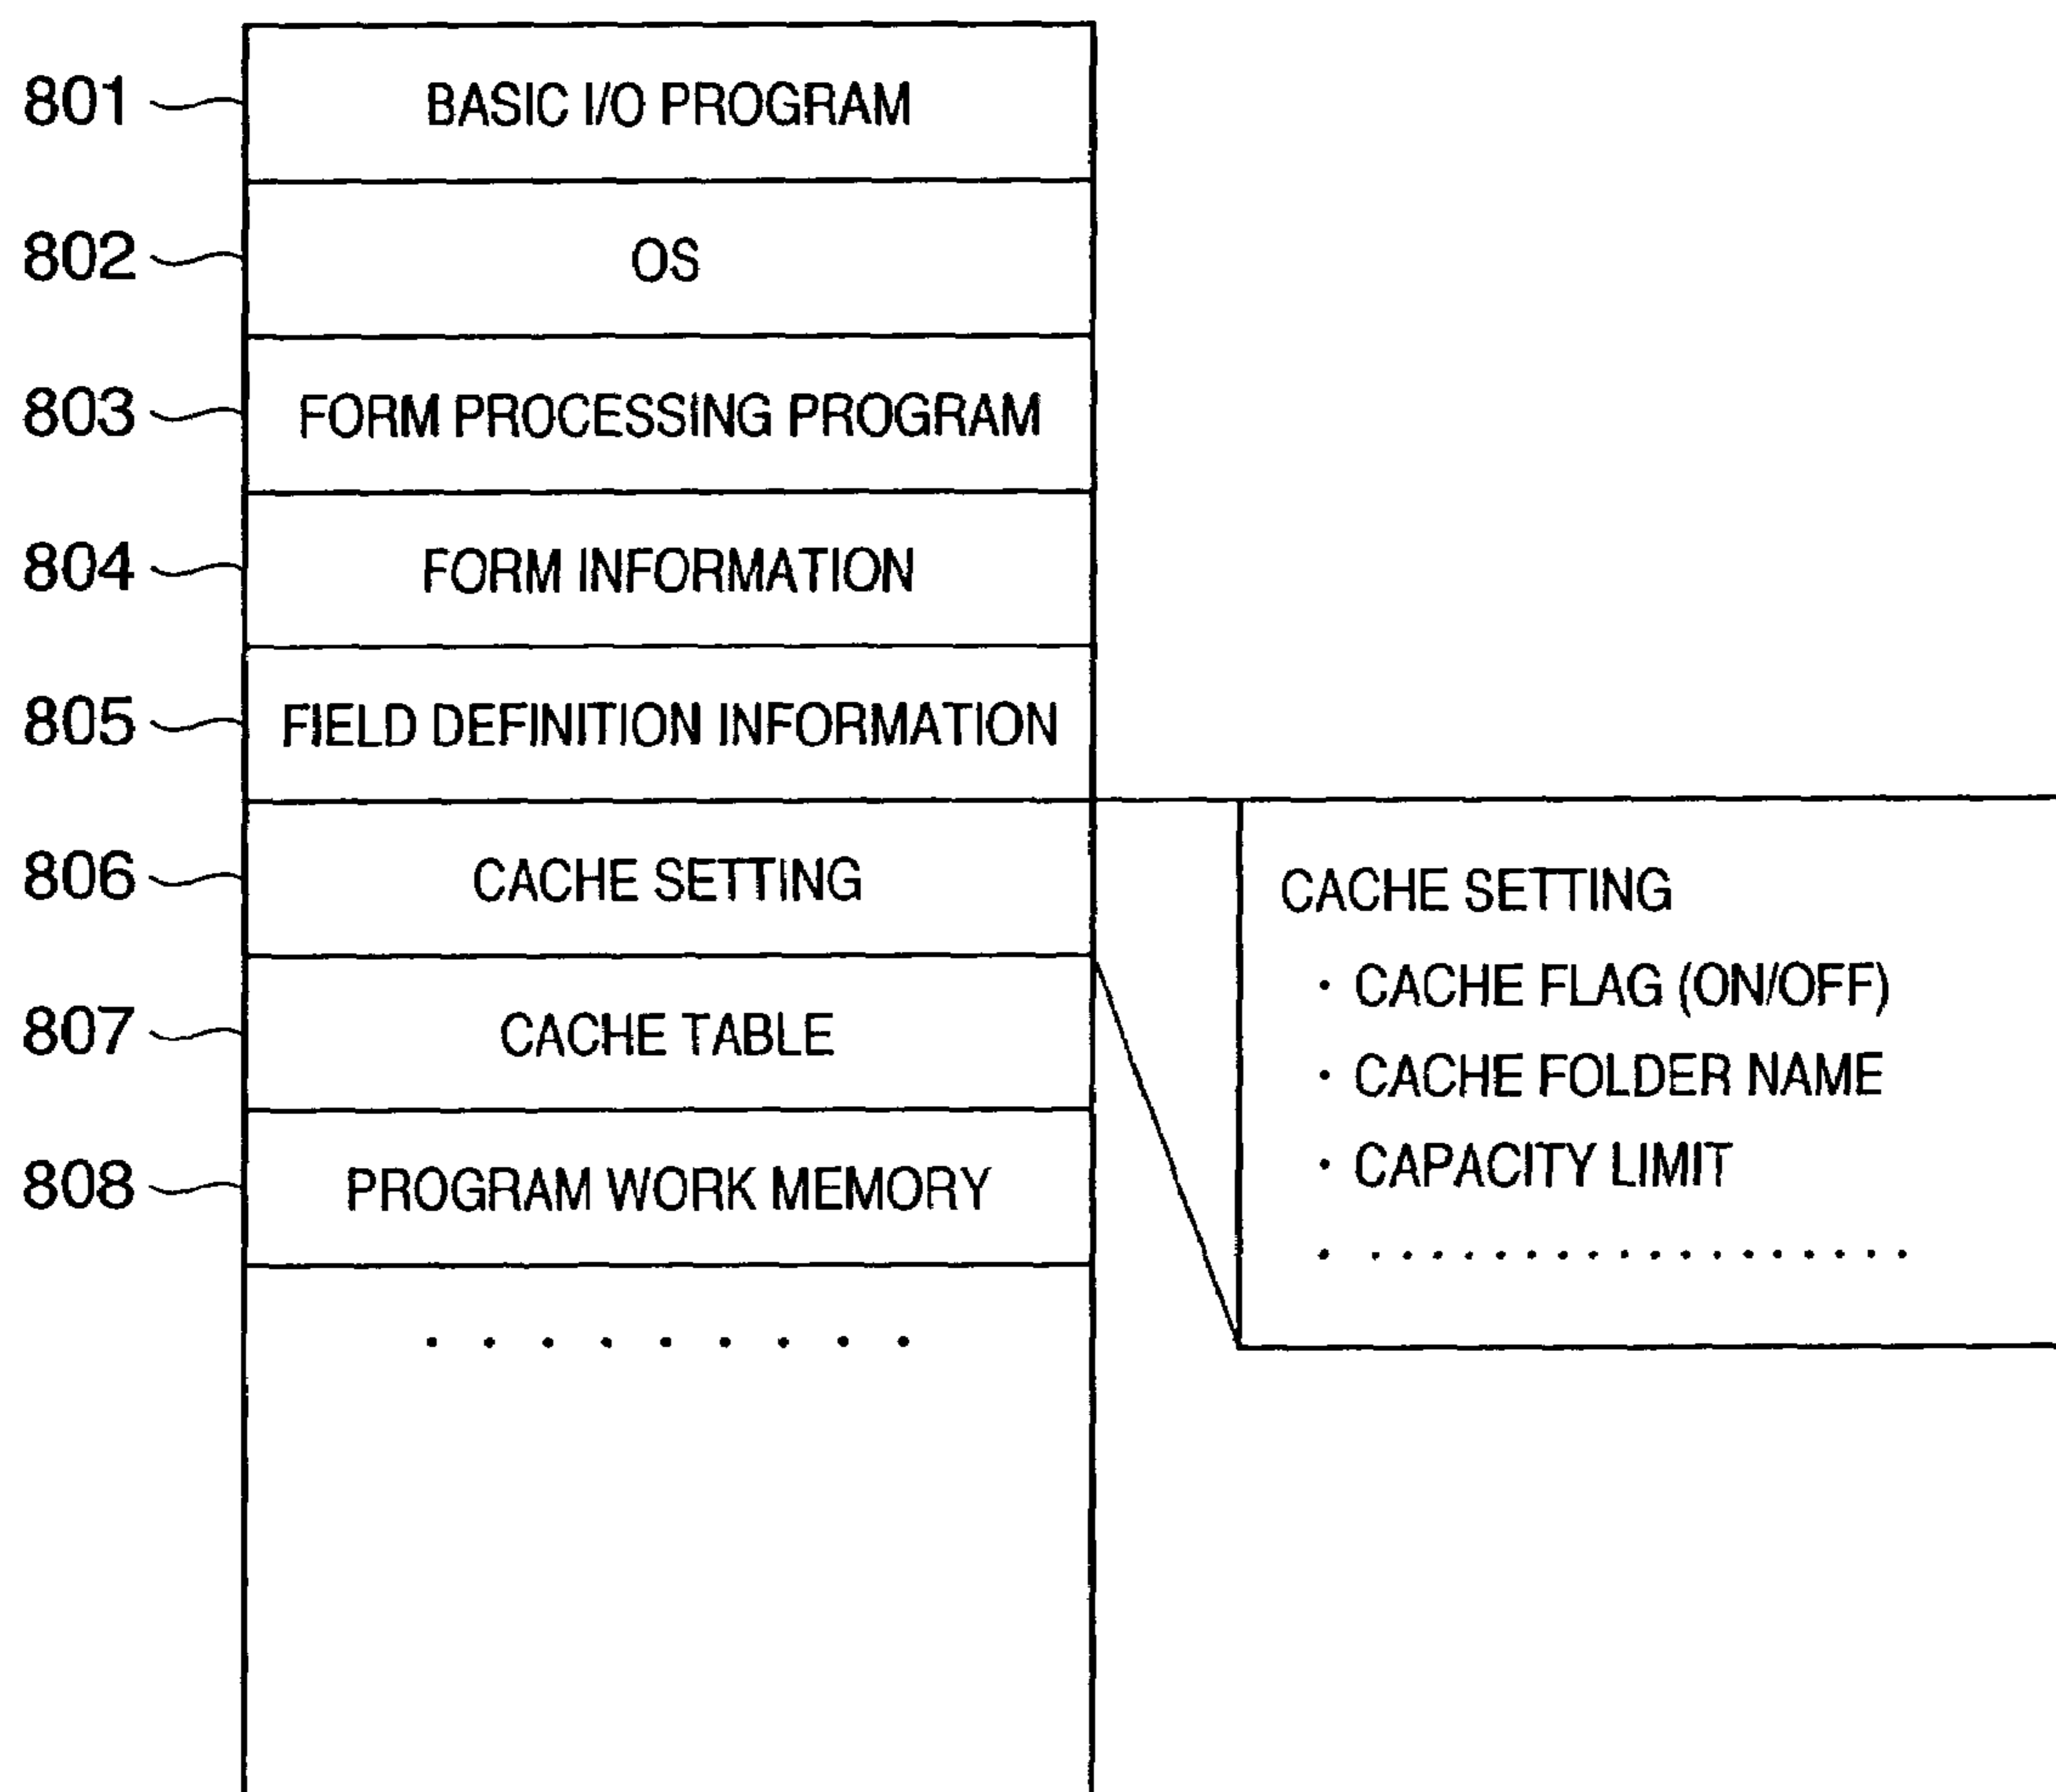 801 BASIC I/O PROGRAM
802 OS
803 FORM PROCESSING PROGRAM
804 FORM INFORMATION
805 FIELD DEFINITION INFORMATION
806 CACHE SETTING
807 CACHE TABLE
808 PROGRAM WORK MEMORY
. . . . . . . . .
CACHE SETTING
・CACHE FLAG (ON/OFF)
・CACHE FOLDER NAME
・CAPACITY LIMIT
・..................